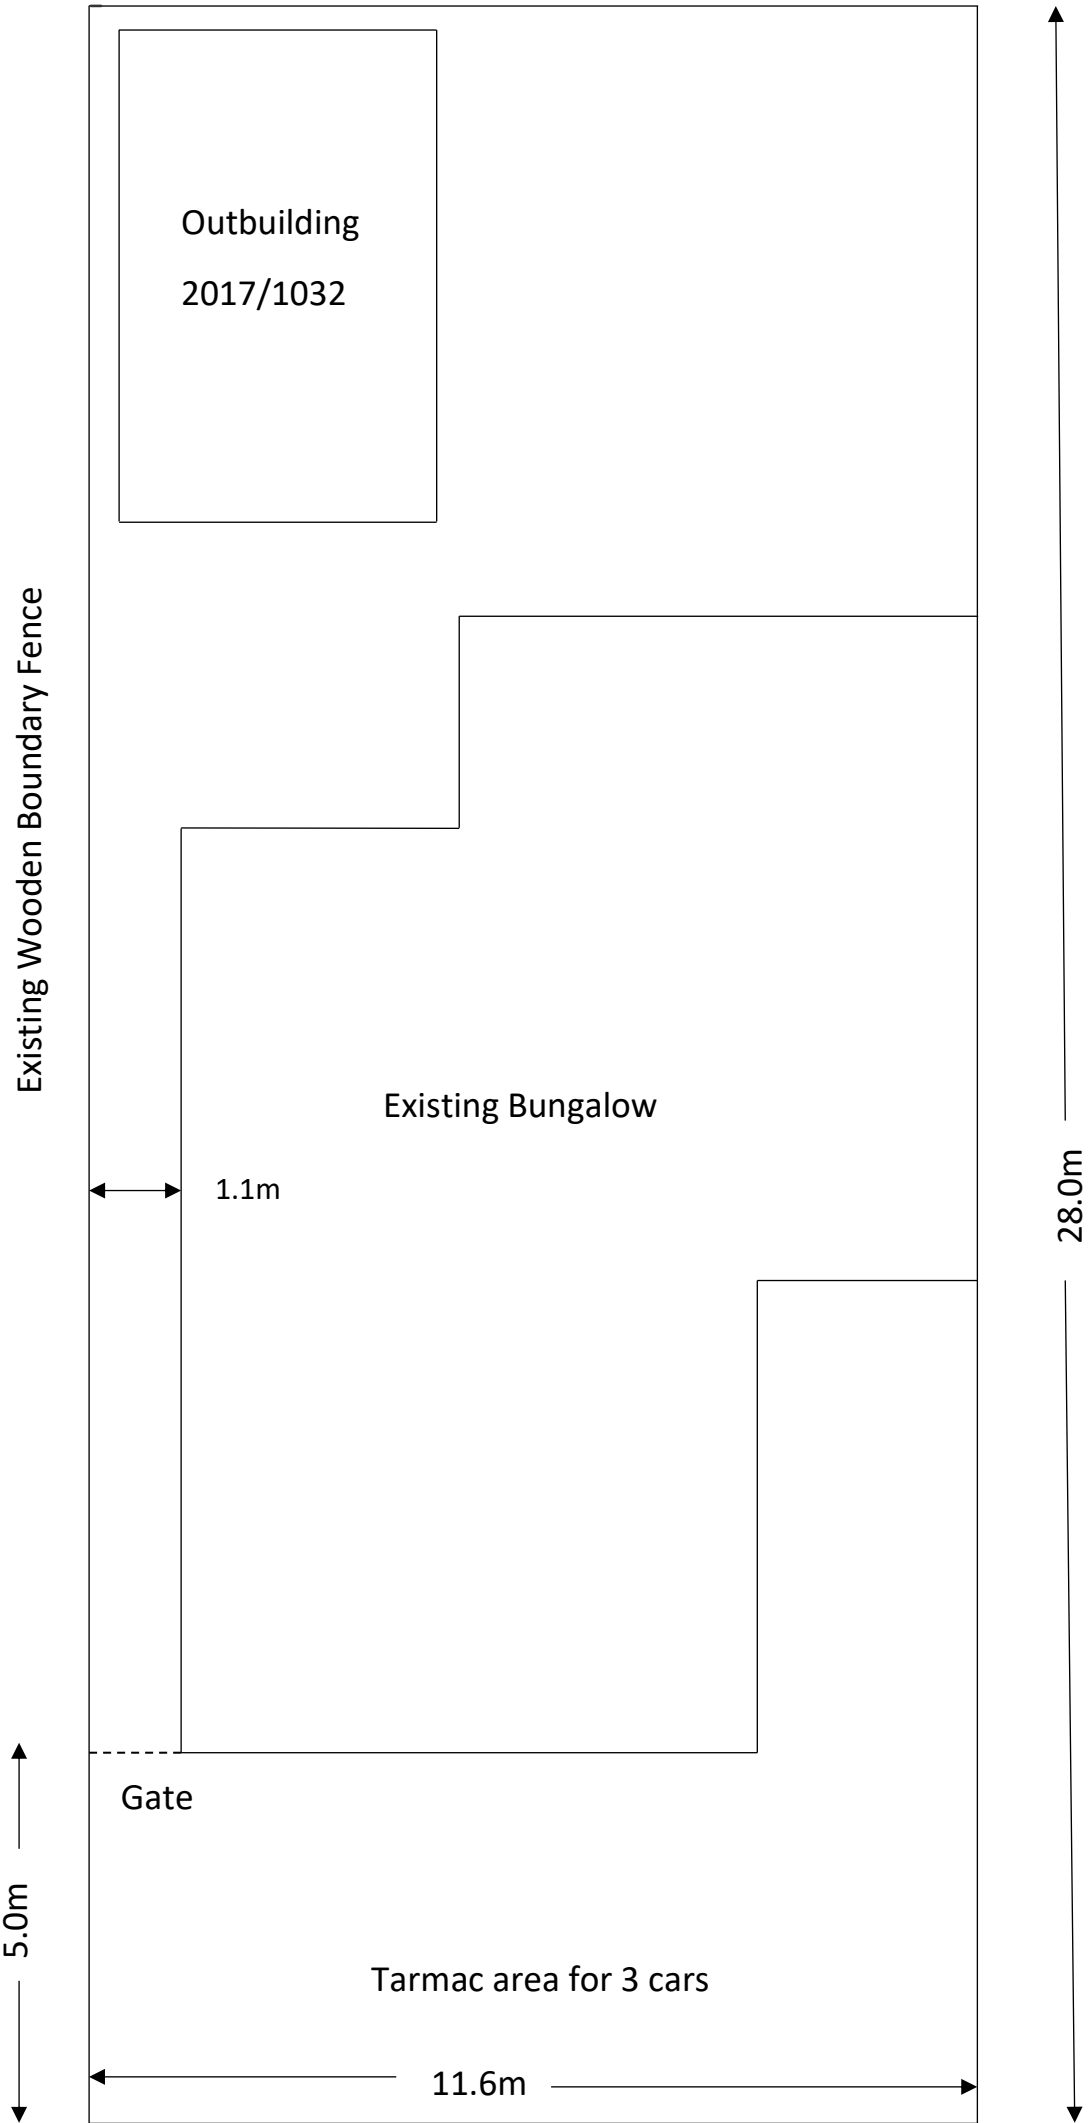 Outbuilding
2017/1032
Existing Wooden Boundary Fence
Existing Bungalow
1.1m
28.0m
Gate
5.0m
Tarmac area for 3 cars
11.6m